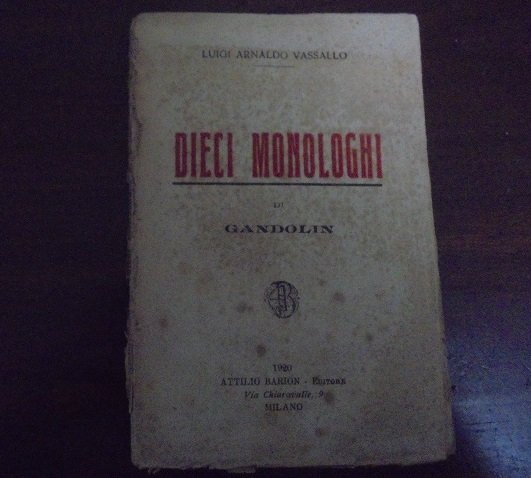 LUIGI ARNALDO VASSALLO
DIECI MONOLOGHI
DI
GANDOLIN
1920
ATTILIO BARION - EDITORE
Via Chiaravalle, 9
MILANO